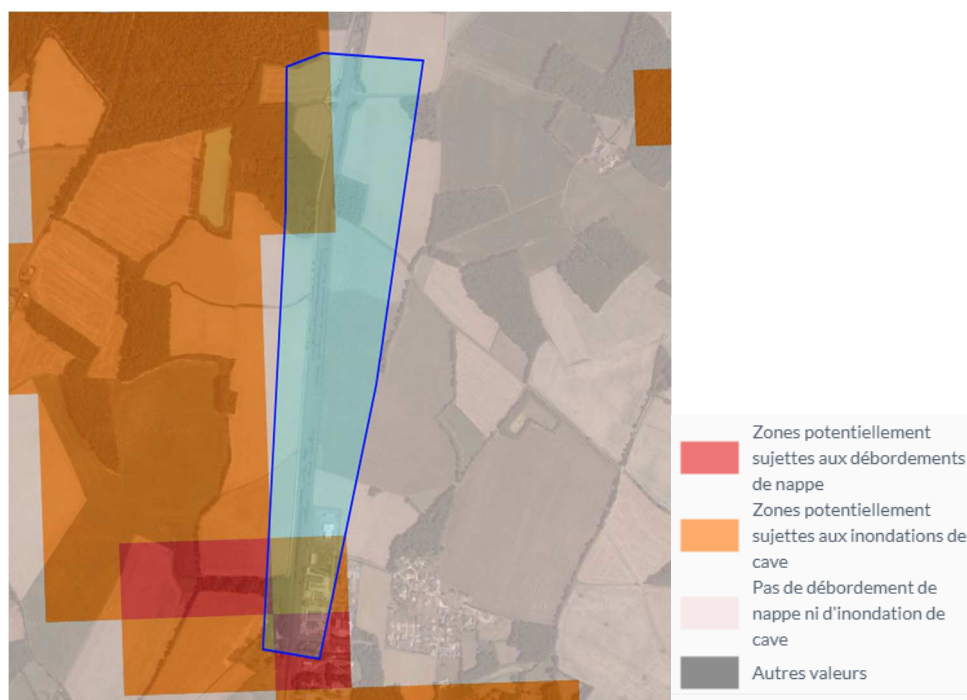 Zones potentiellement
sujettes aux débordements
de nappe
Zones potentiellement
sujettes aux inondations de
cave
Pas de débordement de
nappe ni d'inondation de
cave
Autres valeurs